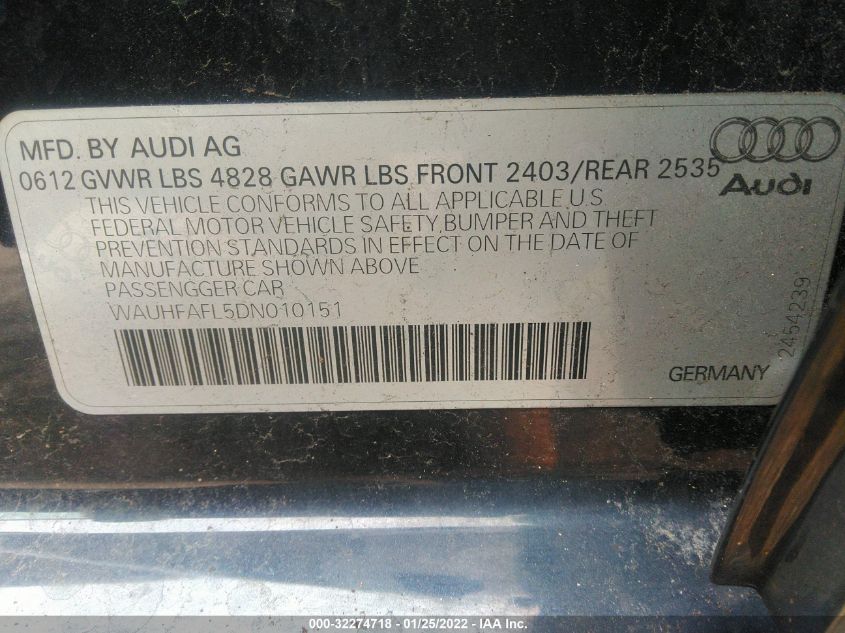 MFD. BY AUDI AG
0612 GVWR LBS 4828 GAWR LBS FRONT 2403/REAR 2535
Audi
THIS VEHICLE CONFORMS TO ALL APPLICABLE U.S
FEDERAL MOTOR VEHICLE SAFETY, BUMPER AND THEFT
PREVENTION STANDARDS IN EFFECT ON THE DATE OF
MANUFACTURE SHOWN ABOVE
PASSENGGER CAR
WAUHFAFL5DN010151
GERMANY
2454239
000-32274718 - 01/25/2022 - IAA Inc.